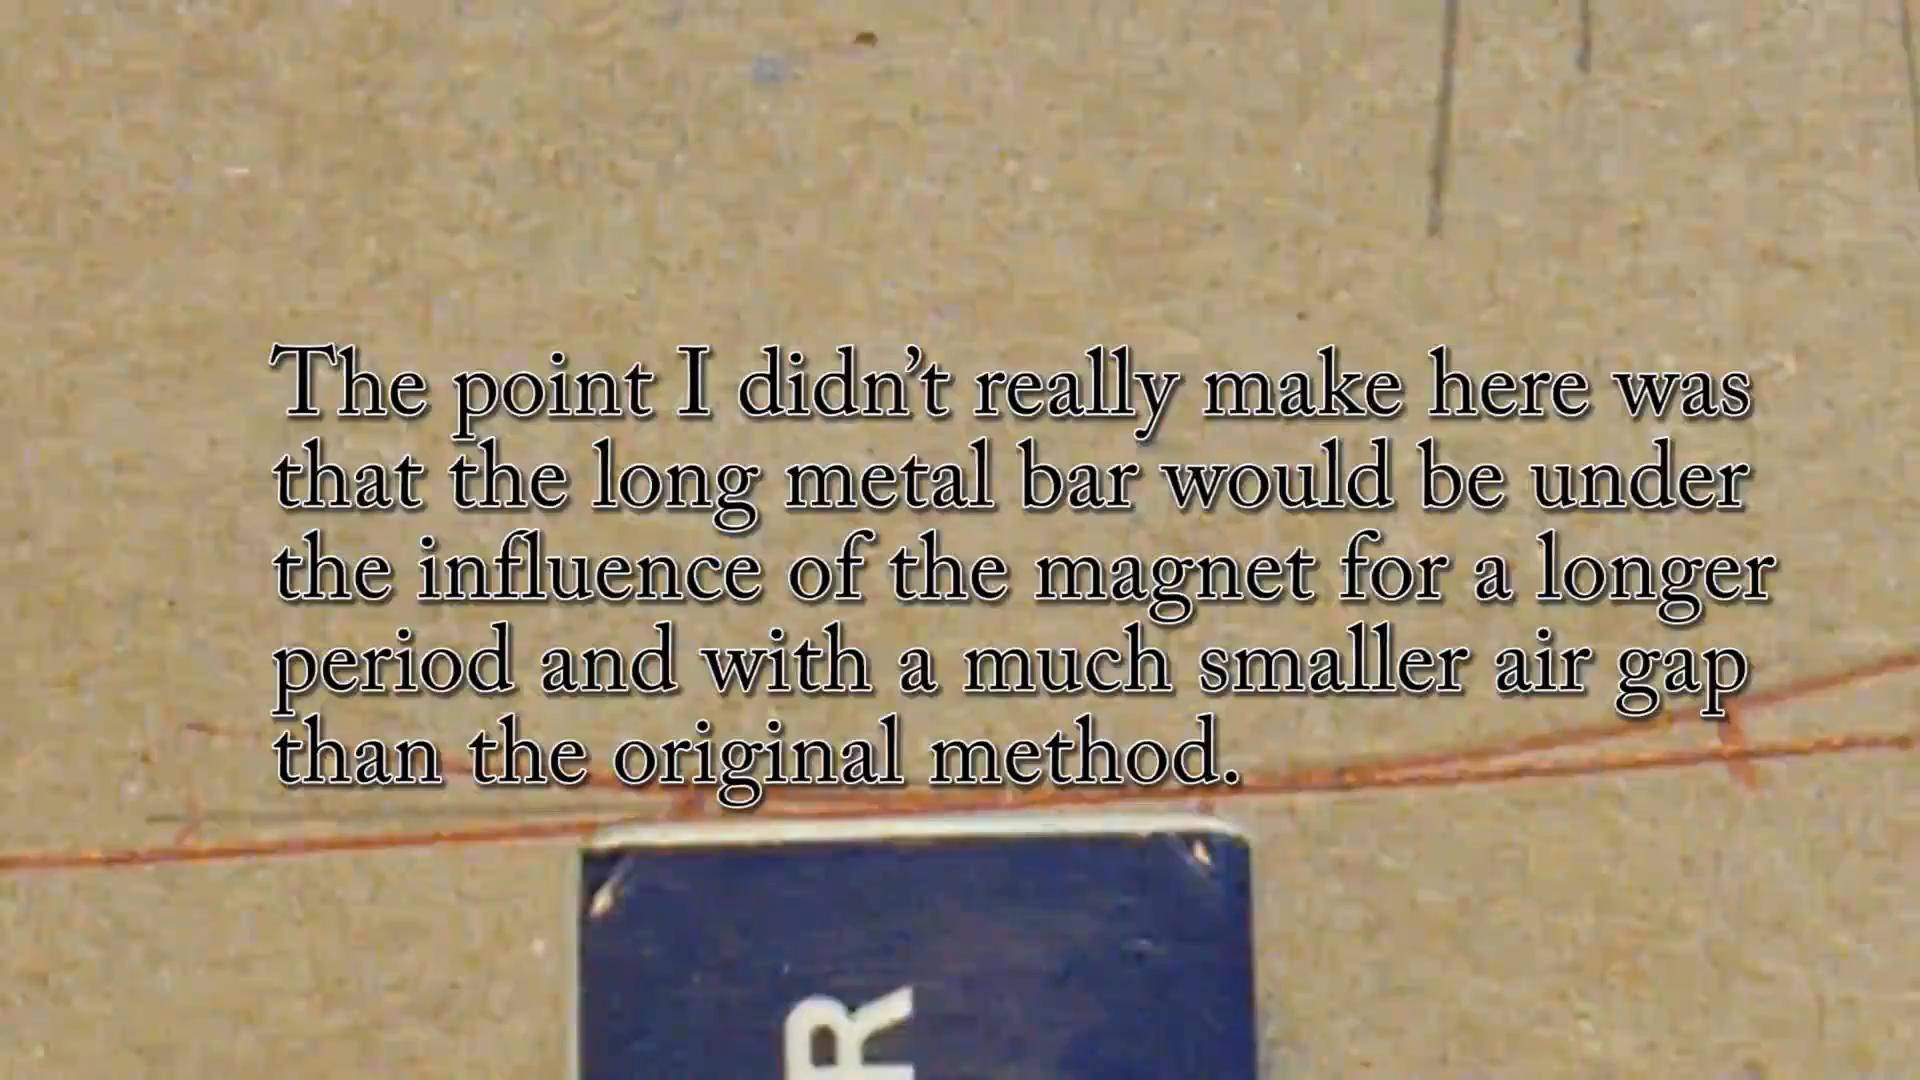 The point I didn’t really make here was
that the long metal bar would be under
the influence of the magnet for a longer
period and with a much smaller air gap
than the original method.
R